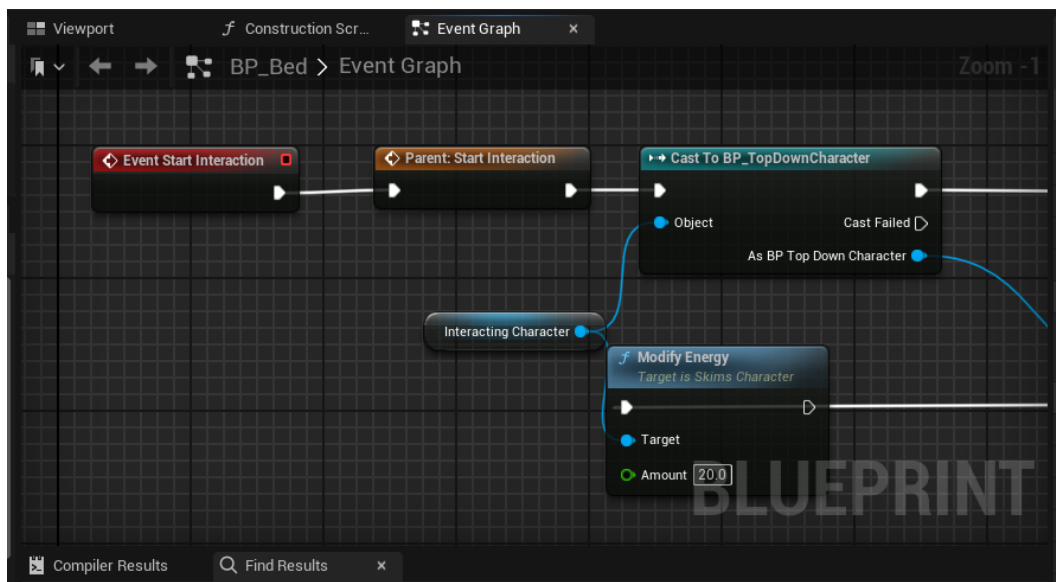 Viewport
Construction Scr...
Event Graph
×
BP_Bed > Event Graph
Zoom -1
Event Start Interaction
Parent: Start Interaction
Cast To BP_TopDownCharacter
Object
Cast Failed
As BP Top Down Character
Interacting Character
Modify Energy
Target is Skims Character
Target
Amount 20.0
BLUEPRINT
Compiler Results
Find Results
×